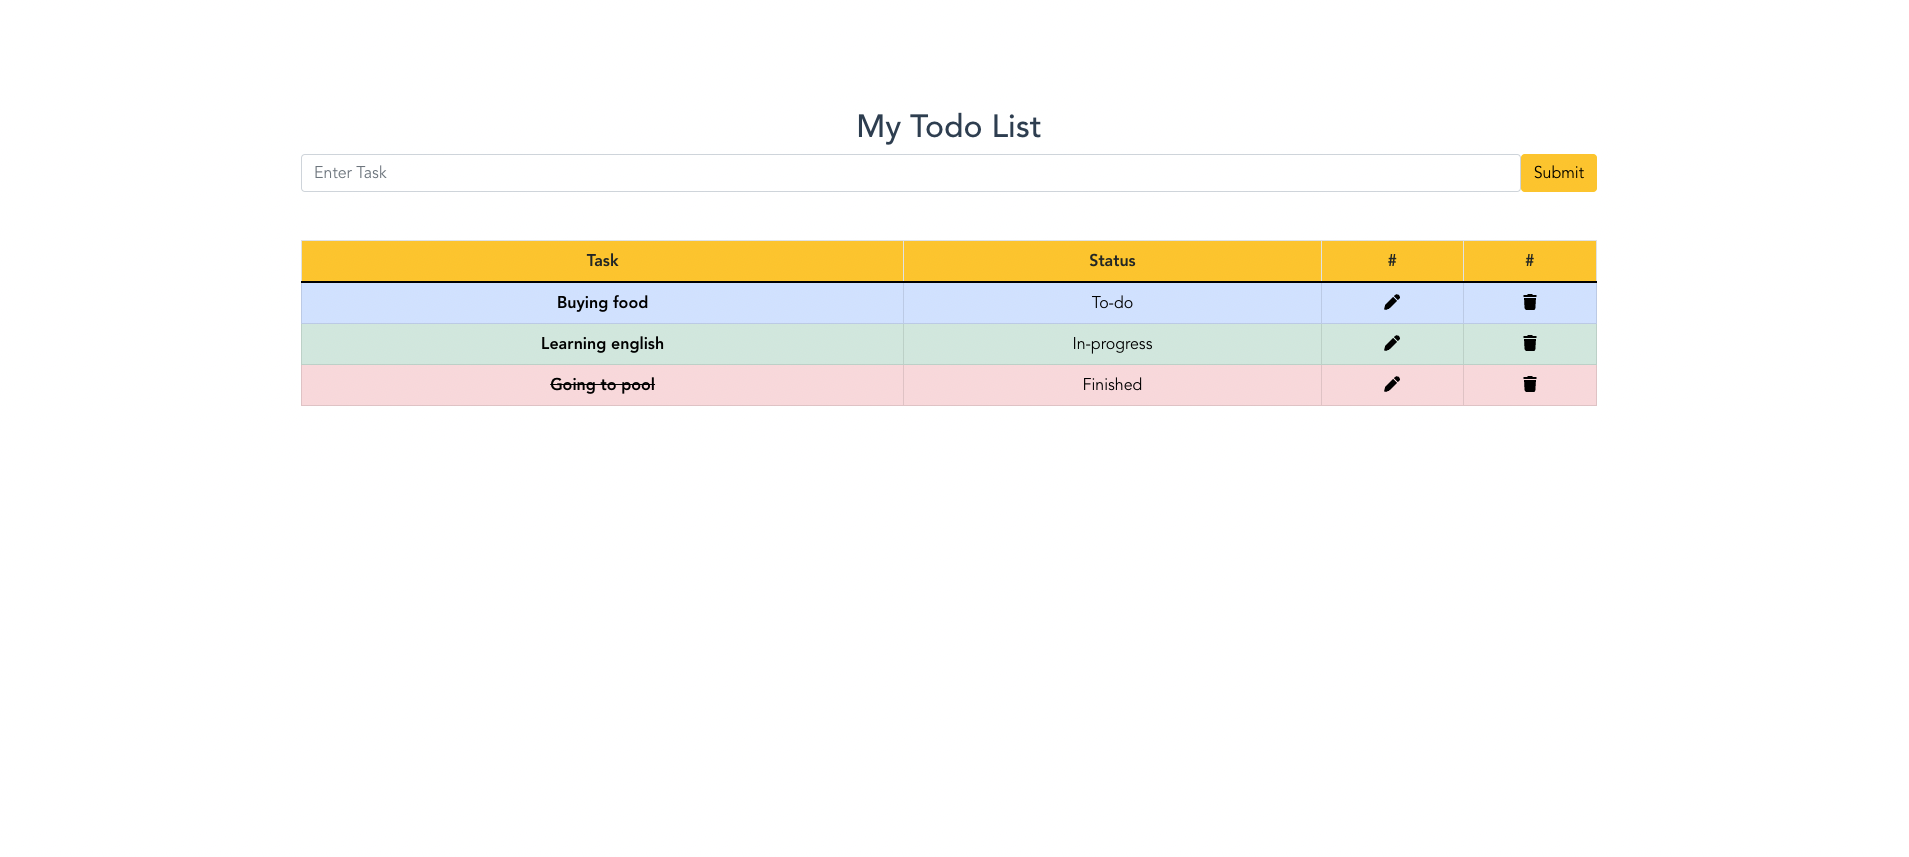 My Todo List
Enter Task
Submit
Task Status # #
Buying food To-do
Learning english In-progress
Going to pool Finished